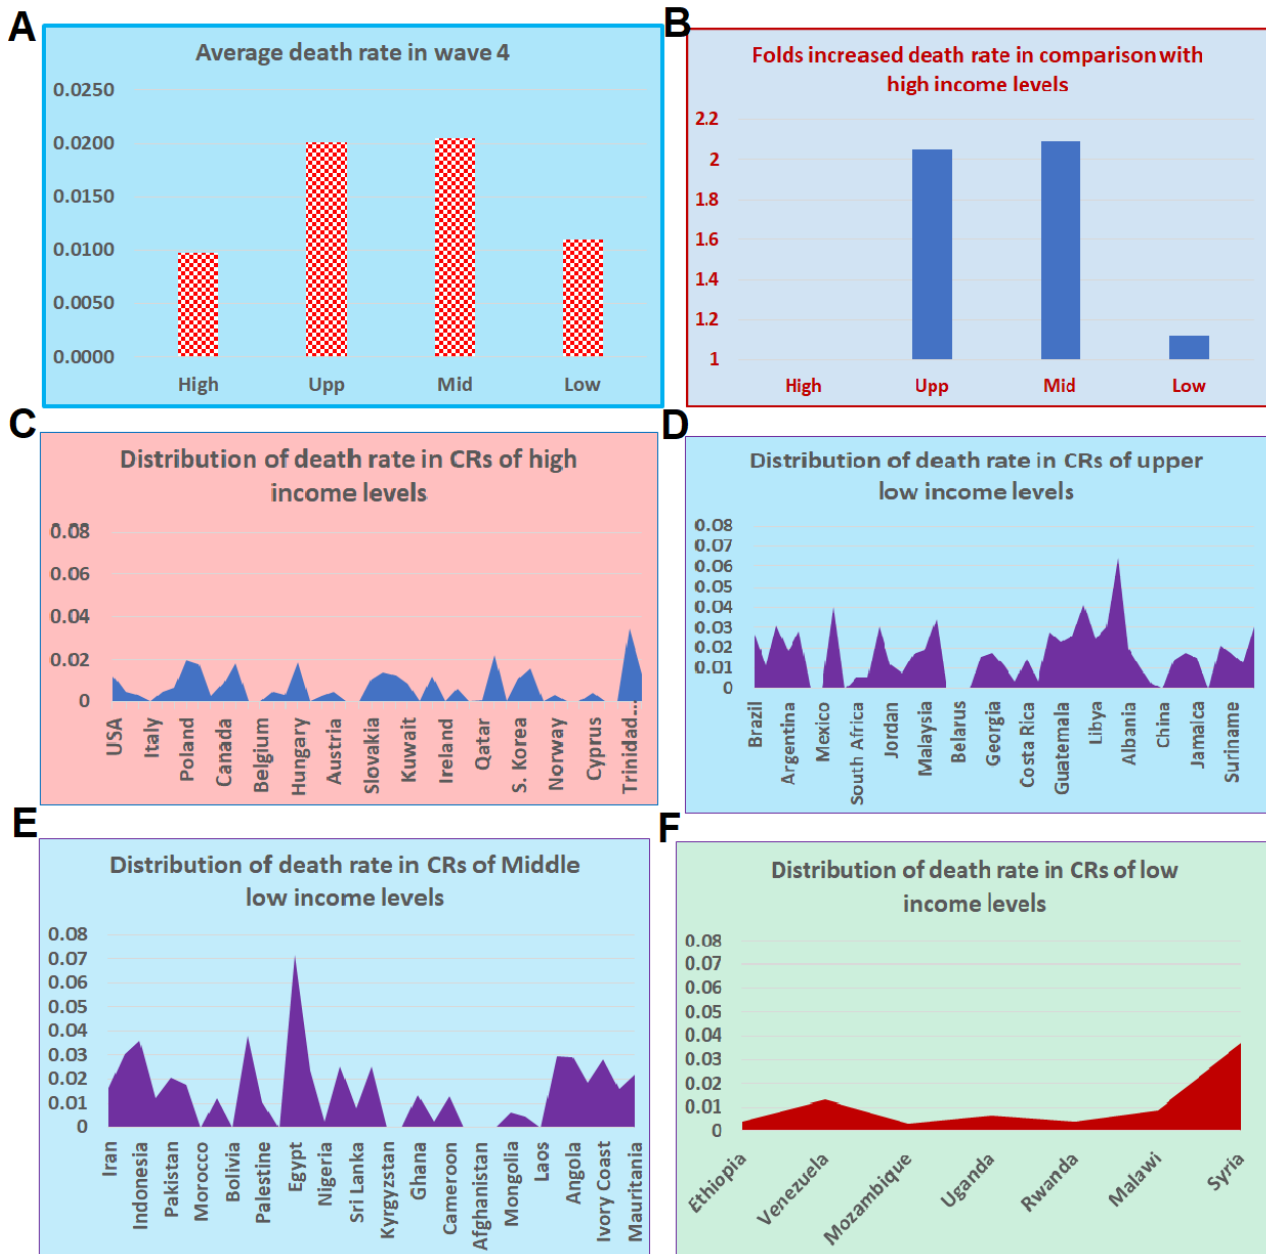 A
Average death rate in wave 4
0.0250
0.0200
0.0150
0.0100
0.0050
0.0000
High Upp Mid Low
B
Folds increased death rate in comparison with
high income levels
2.2
2
1.8
1.6
1.4
1.2
1
High Upp Mid Low
C
Distribution of death rate in CRs of high
income levels
0.08
0.06
0.04
0.02
0
USA
Italy
Poland
Canada
Belgium
Hungary
Austria
Slovakia
Kuwait
Ireland
Qatar
S. Korea
Norway
Cyprus
Trinidad...
D
Distribution of death rate in CRs of upper
low income levels
0.08
0.07
0.06
0.05
0.04
0.03
0.02
0.01
0
Brazil
Argentina
Mexico
South Africa
Jordan
Malaysia
Belarus
Georgia
Costa Rica
Guatemala
Libya
Albania
China
Jamaica
Suriname
E
Distribution of death rate in CRs of Middle
low income levels
0.08
0.07
0.06
0.05
0.04
0.03
0.02
0.01
0
Iran
Indonesia
Pakistan
Morocco
Bolivia
Palestine
Egypt
Nigeria
Sri Lanka
Kyrgyzstan
Ghana
Cameroon
Afghanistan
Mongolia
Laos
Angola
Ivory Coast
Mauritania
F
Distribution of death rate in CRs of low
income levels
0.08
0.07
0.06
0.05
0.04
0.03
0.02
0.01
0
Ethiopia
Venezuela
Mozambique
Uganda
Rwanda
Malawi
Syria